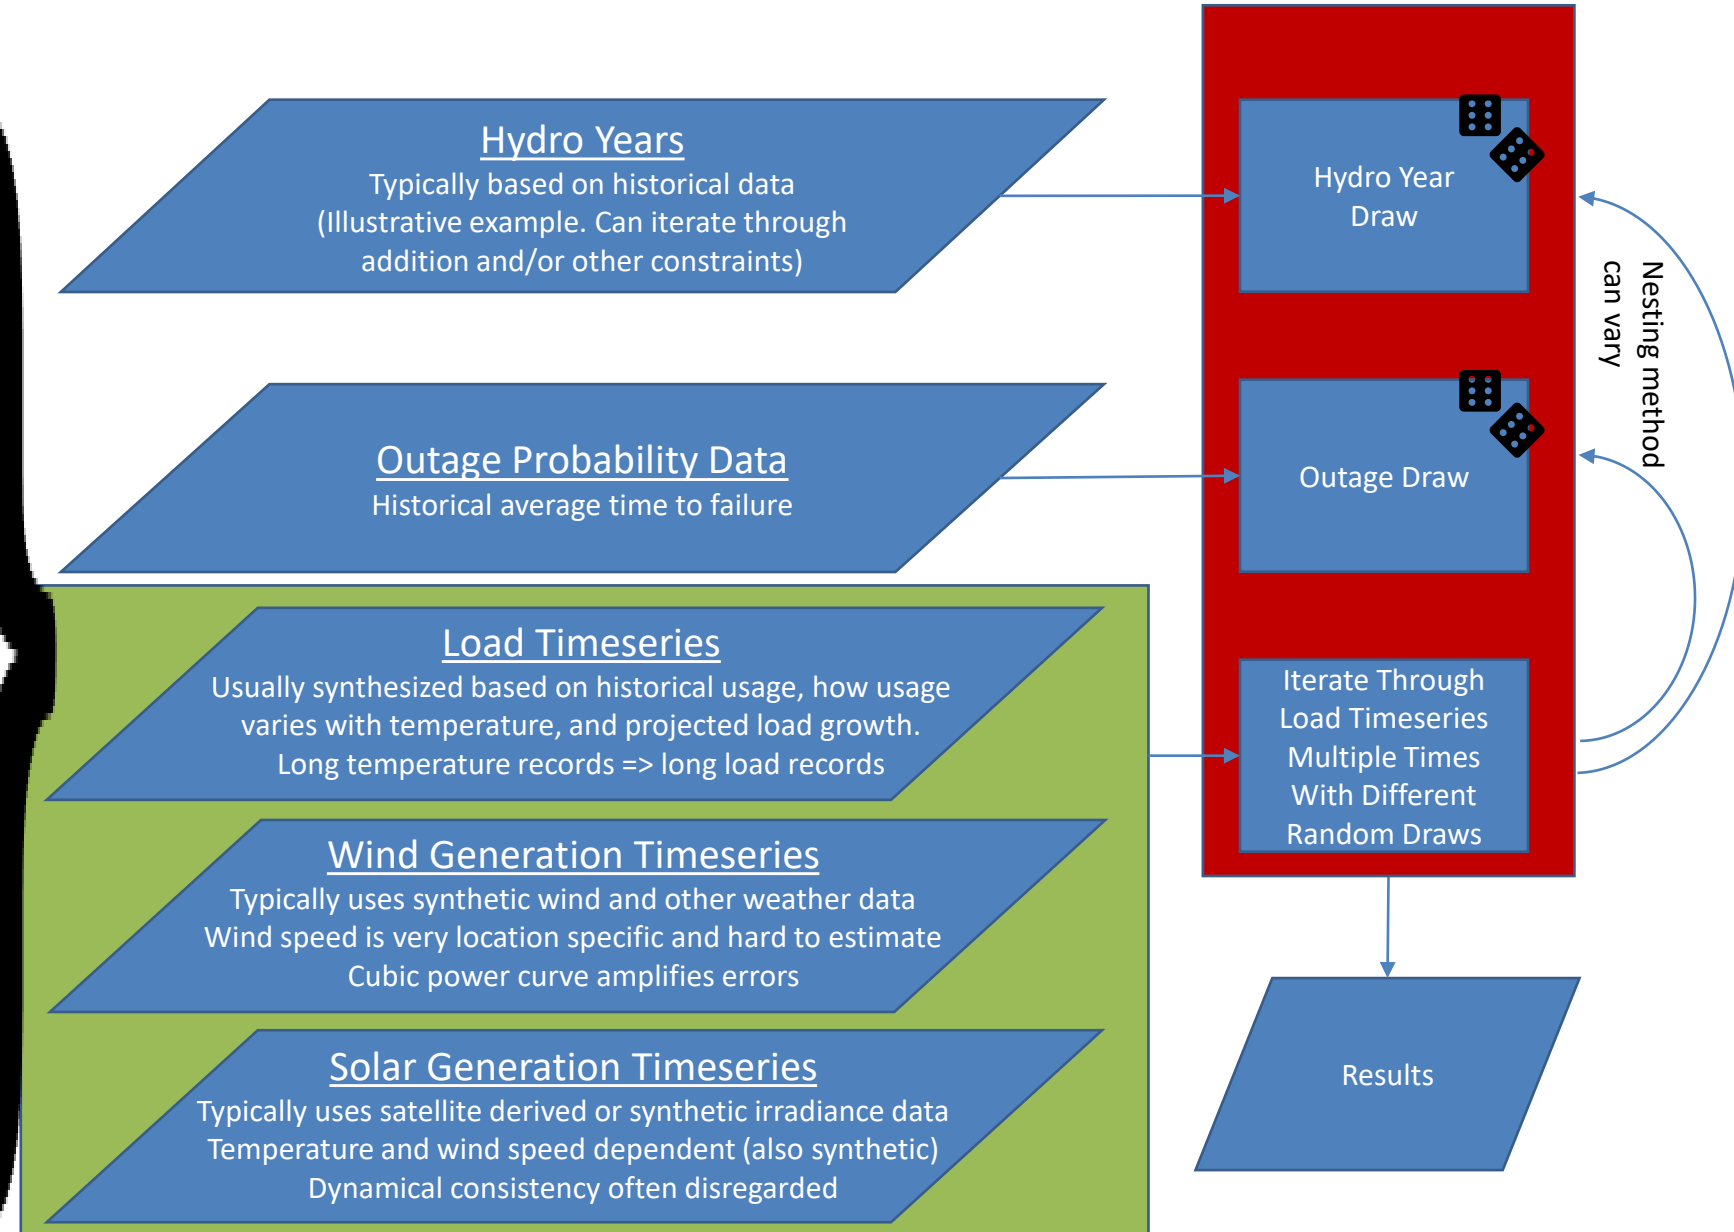 Hydro Years
Typically based on historical data
(Illustrative example. Can iterate through
addition and/or other constraints)
Hydro Year
Draw
Nesting method
can vary
Outage Probability Data
Historical average time to failure
Outage Draw
Load Timeseries
Usually synthesized based on historical usage, how usage
varies with temperature, and projected load growth.
Long temperature records => long load records
Iterate Through
Load Timeseries
Multiple Times
With Different
Random Draws
Wind Generation Timeseries
Typically uses synthetic wind and other weather data
Wind speed is very location specific and hard to estimate
Cubic power curve amplifies errors
Solar Generation Timeseries
Typically uses satellite derived or synthetic irradiance data
Temperature and wind speed dependent (also synthetic)
Dynamical consistency often disregarded
Results